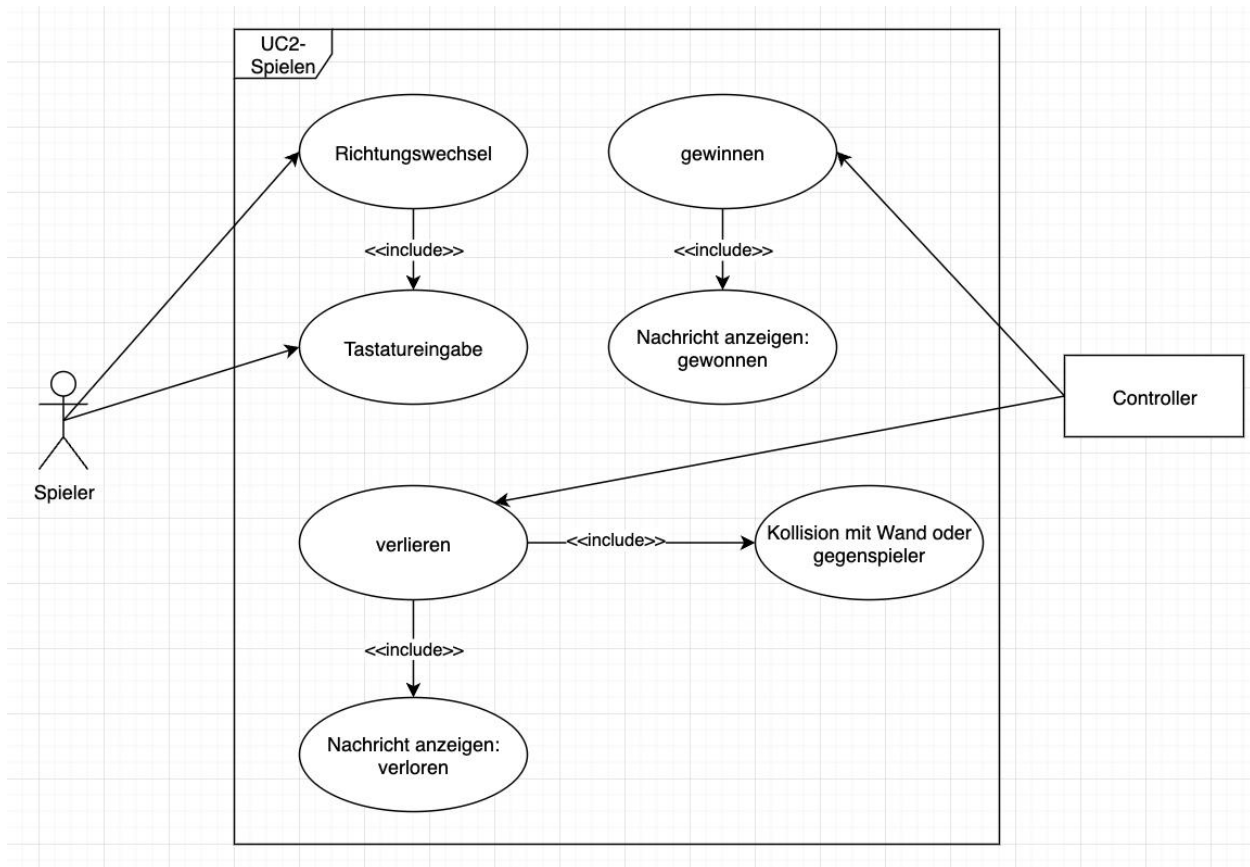 UC2-
Spielen
Richtungswechsel
gewinnen
<<include>>
<<include>>
Tastatureingabe
Nachricht anzeigen:
gewonnen
Controller
Spieler
verlieren
<<include>>
Kollision mit Wand oder
gegenspieler
<<include>>
Nachricht anzeigen:
verloren